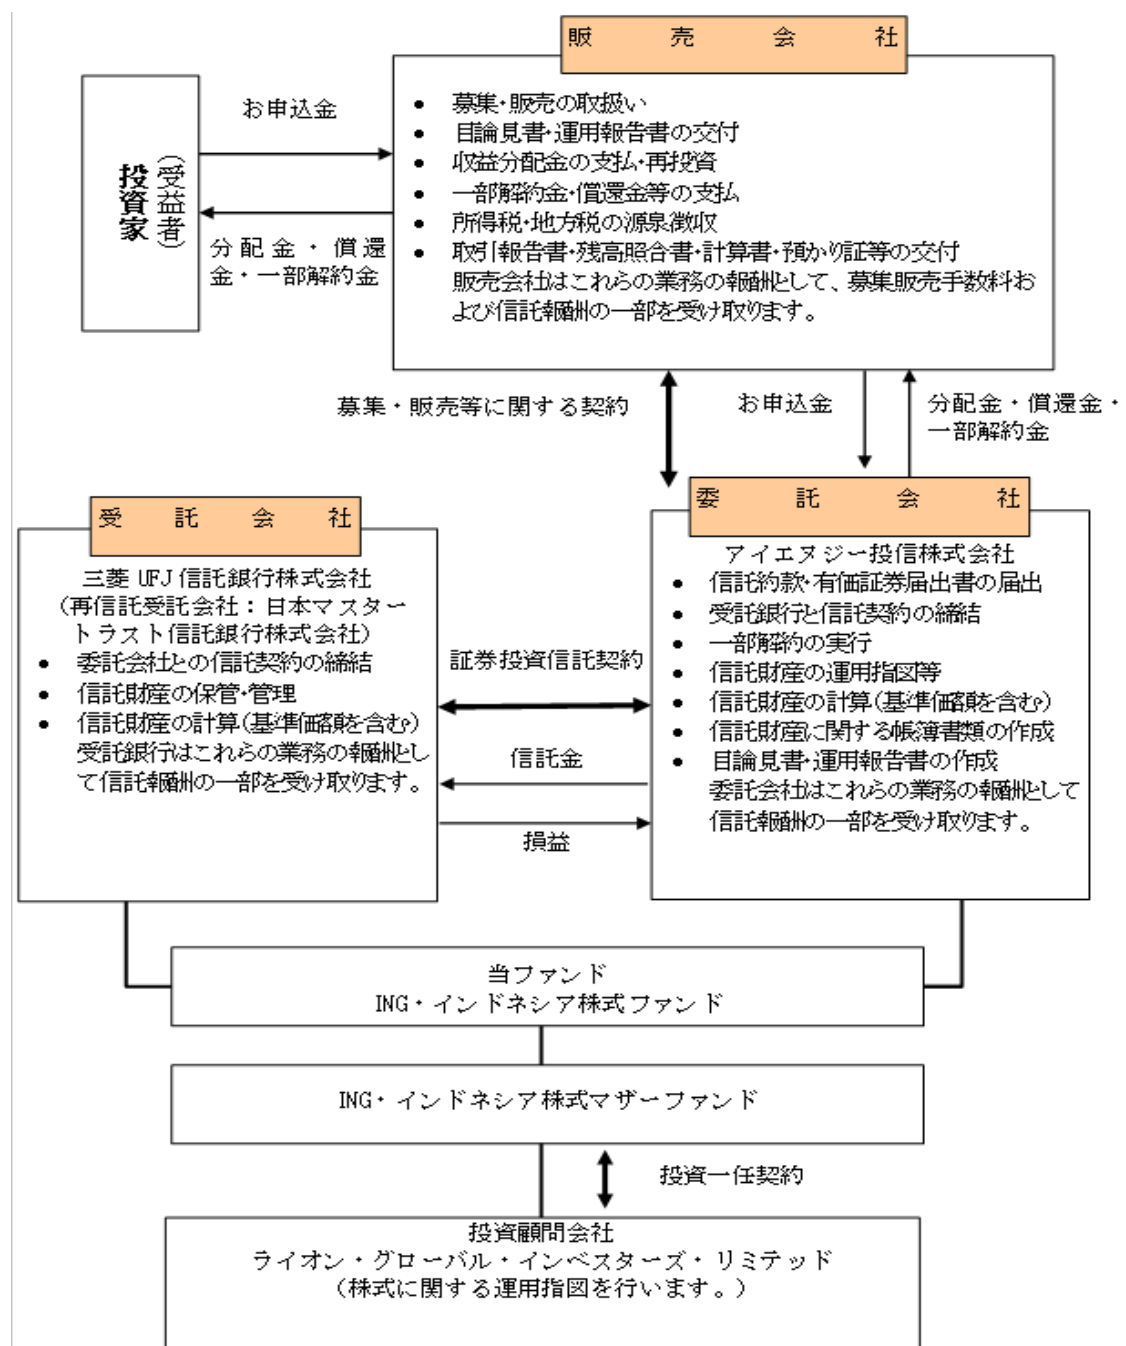 販売会社
投資家
(受益者)
お申込金
分配金・償還
金・一部解約金
● 募集・販売の取扱い
● 目論見書・運用報告書の交付
● 収益分配金の支払・再投資
● 一部解約金・償還金等の支払
● 所得税・地方税の源泉徴収
● 取引報告書・残高照合書・計算書・預かり証等の交付
販売会社はこれらの業務の報酬として、募集販売手数料お
よび信託報酬の一部を受け取ります。
募集・販売等に関する契約
お申込金
分配金・償還金・
一部解約金
受託会社
三菱 UFJ 信託銀行株式会社
(再信託受託会社:日本マスター
トラスト信託銀行株式会社)
● 委託会社との信託契約の締結
● 信託財産の保管・管理
● 信託財産の計算(基準価額を含む)
受託銀行はこれらの業務の報酬とし
て信託報酬の一部を受け取ります。
証券投資信託契約
信託金
損益
委託会社
アイエヌジー投信株式会社
● 信託約款・有価証券届出書の届出
● 受託銀行と信託契約の締結
● 一部解約の実行
● 信託財産の運用指図等
● 信託財産の計算(基準価額を含む)
● 信託財産に関する帳簿書類の作成
● 目論見書・運用報告書の作成
委託会社はこれらの業務の報酬として
信託報酬の一部を受け取ります。
当ファンド
ING・インドネシア株式ファンド
ING・インドネシア株式マザーファンド
投資一任契約
投資顧問会社
ライオン・グローバル・インベスターズ・リミテッド
(株式に関する運用指図を行います。)